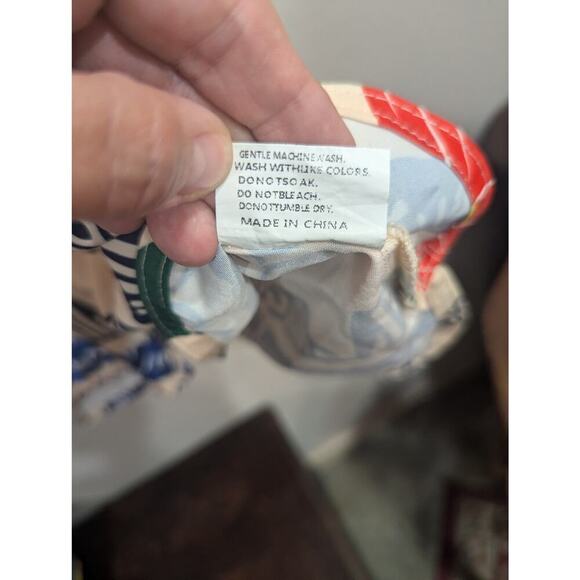 GENTLE MACHINE WASH.
WASH WITHLIKE COLORS.
DONOTSOAK.
DO NOTBLEACH.
DONOTTUMBLE DRY.
MADE IN CHINA